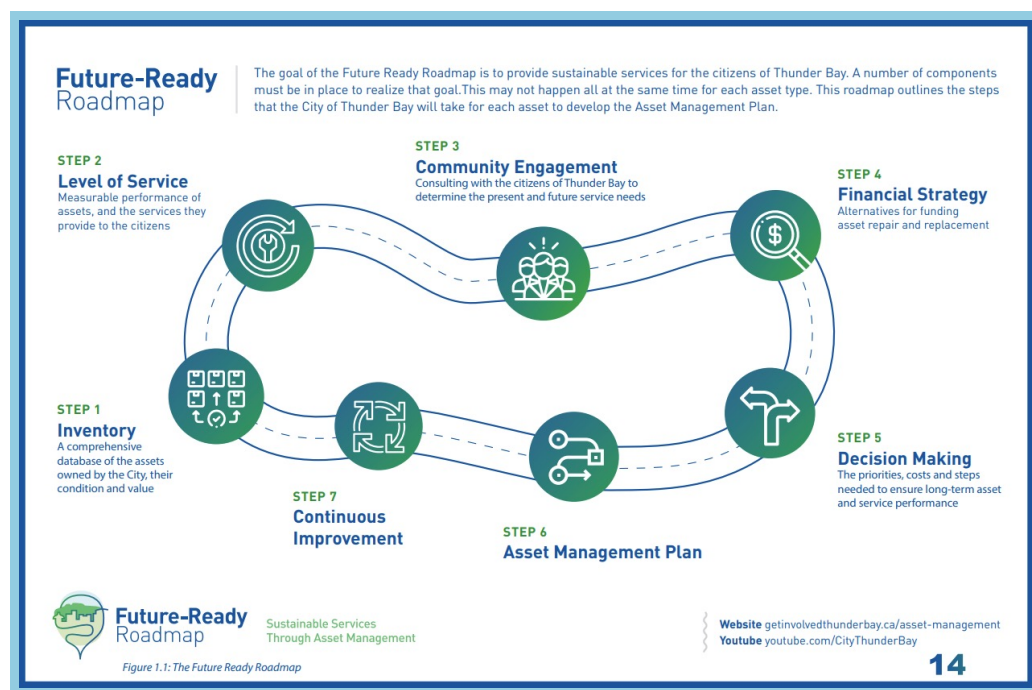 Future-Ready
Roadmap
The goal of the Future Ready Roadmap is to provide sustainable services for the citizens of Thunder Bay. A number of components
must be in place to realize that goal.This may not happen all at the same time for each asset type. This roadmap outlines the steps
that the City of Thunder Bay will take for each asset to develop the Asset Management Plan.
STEP 1
Inventory
A comprehensive
database of the assets
owned by the City, their
condition and value
STEP 2
Level of Service
Measurable performance of
assets, and the services they
provide to the citizens
STEP 3
Community Engagement
Consulting with the citizens of Thunder Bay to
determine the present and future service needs
STEP 4
Financial Strategy
Alternatives for funding
asset repair and replacement
$
STEP 5
Decision Making
The priorities, costs and steps
needed to ensure long-term asset
and service performance
STEP 6
Asset Management Plan
STEP 7
Continuous
Improvement
Future-Ready
Roadmap
Sustainable Services
Through Asset Management
Website getinvolvedthunderbay.ca/asset-management
Youtube youtube.com/CityThunderBay
Figure 1.1: The Future Ready Roadmap
14